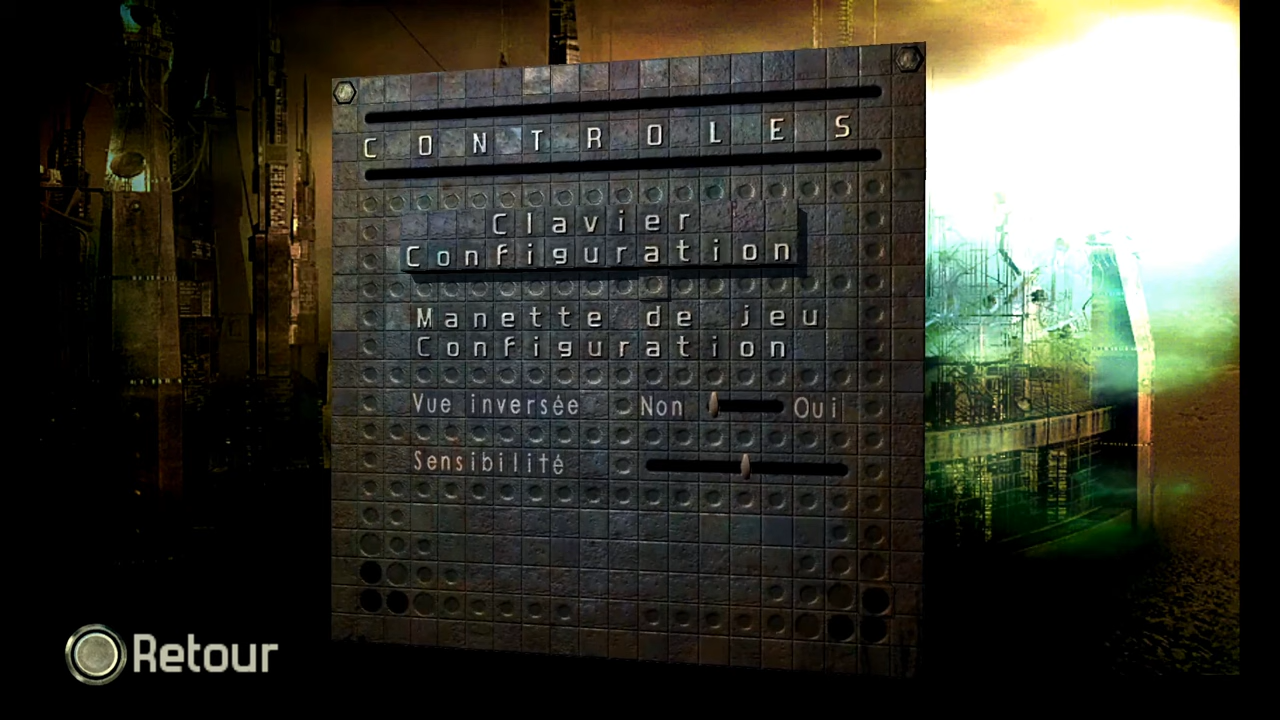 CONTROLES
Clavier
Configuration
Manette de jeu
Configuration
Vue inversée Non Oui
Sensibilité
Retour